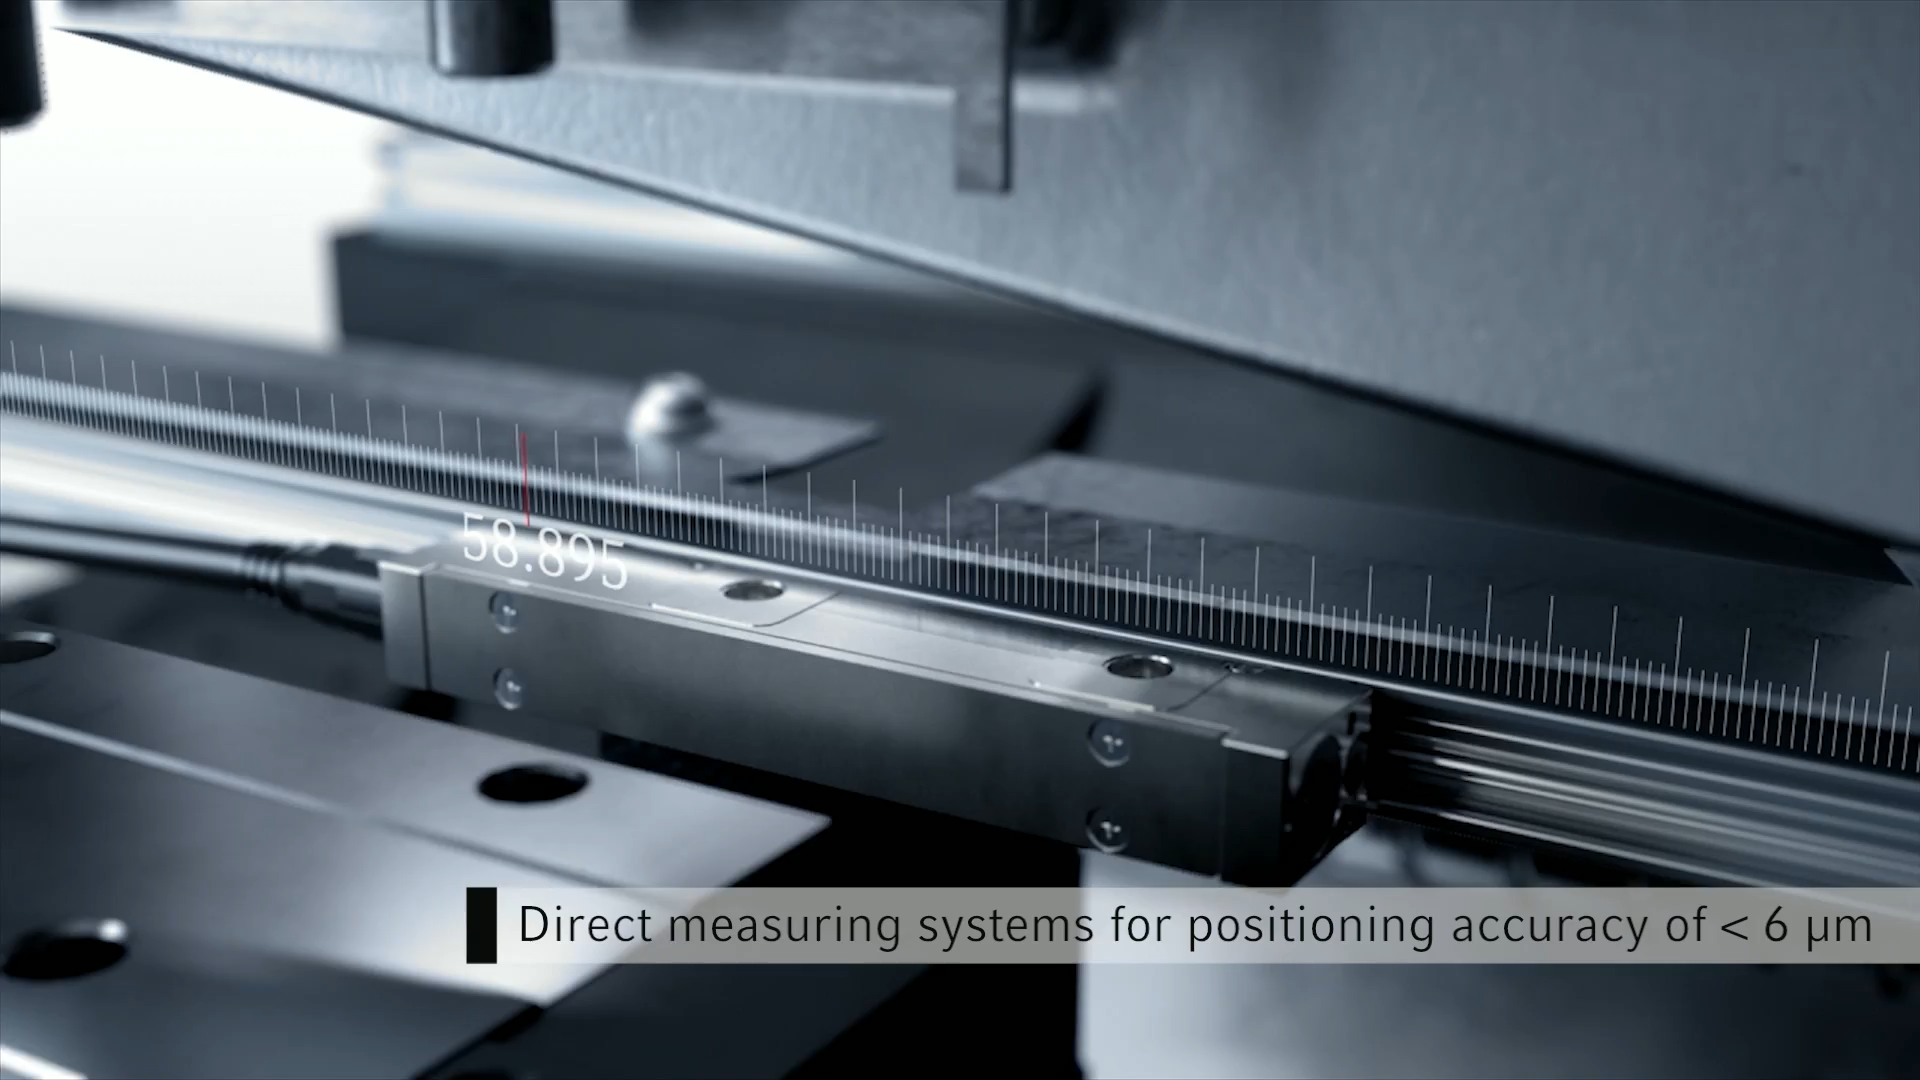 58.895
Direct measuring systems for positioning accuracy of < 6 µm